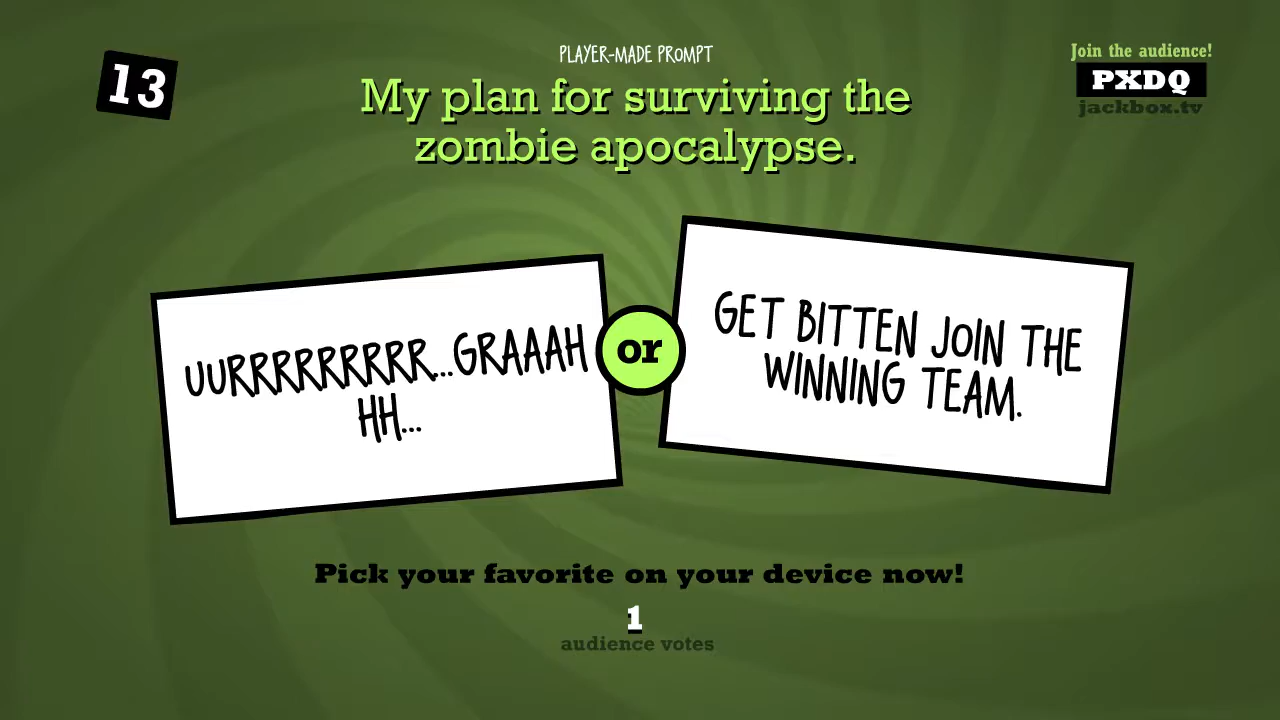 13
PLAYER-MADE PROMPT
My plan for surviving the
zombie apocalypse.
Join the audience!
PXDQ
jackbox.tv
UURRRRRRRRR...GRAAAH
HH...
or
GET BITTEN JOIN THE
WINNING TEAM.
Pick your favorite on your device now!
1
audience votes